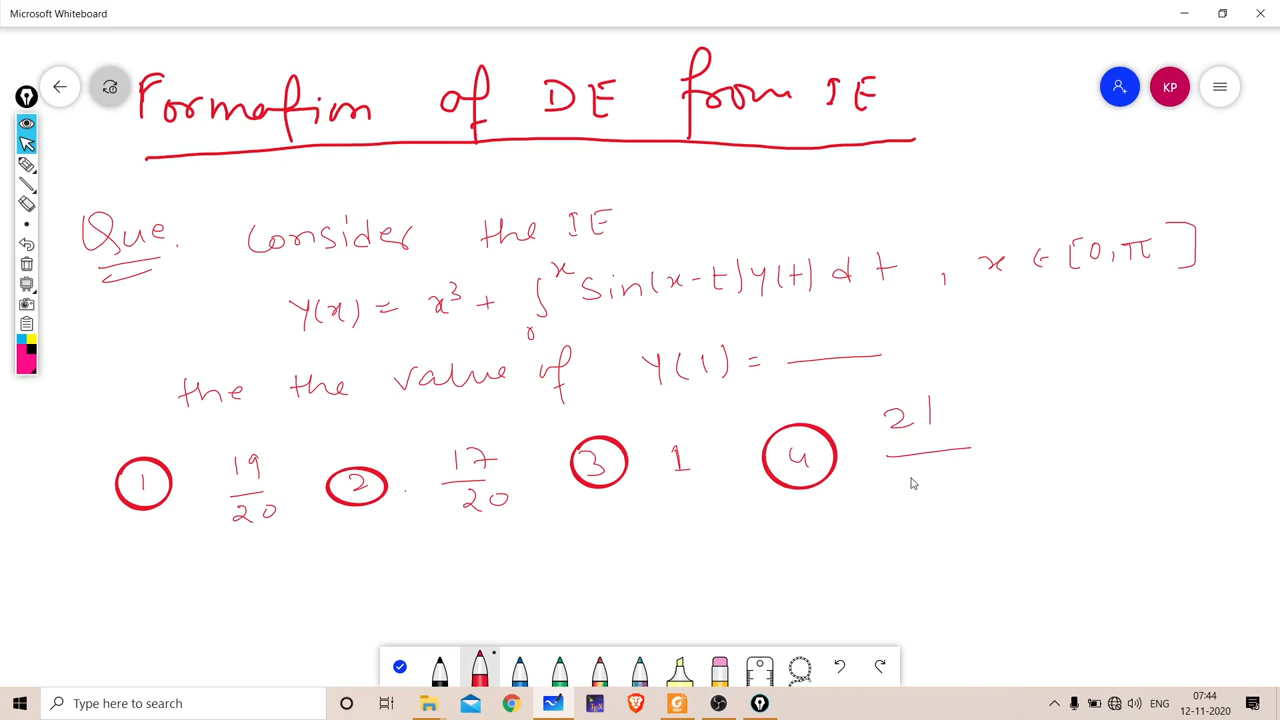 Microsoft Whiteboard
Formation of DE from IE
KP
Que. Consider the IE
y(x) = x³ + ∫₀ˣ Sin(x-t)y(t)dt, x ∈ [0,π]
the the value of y(1) = ___
1 19/20 2. 17/20 3 1 4 21/
Type here to search
07:44
12-11-2020